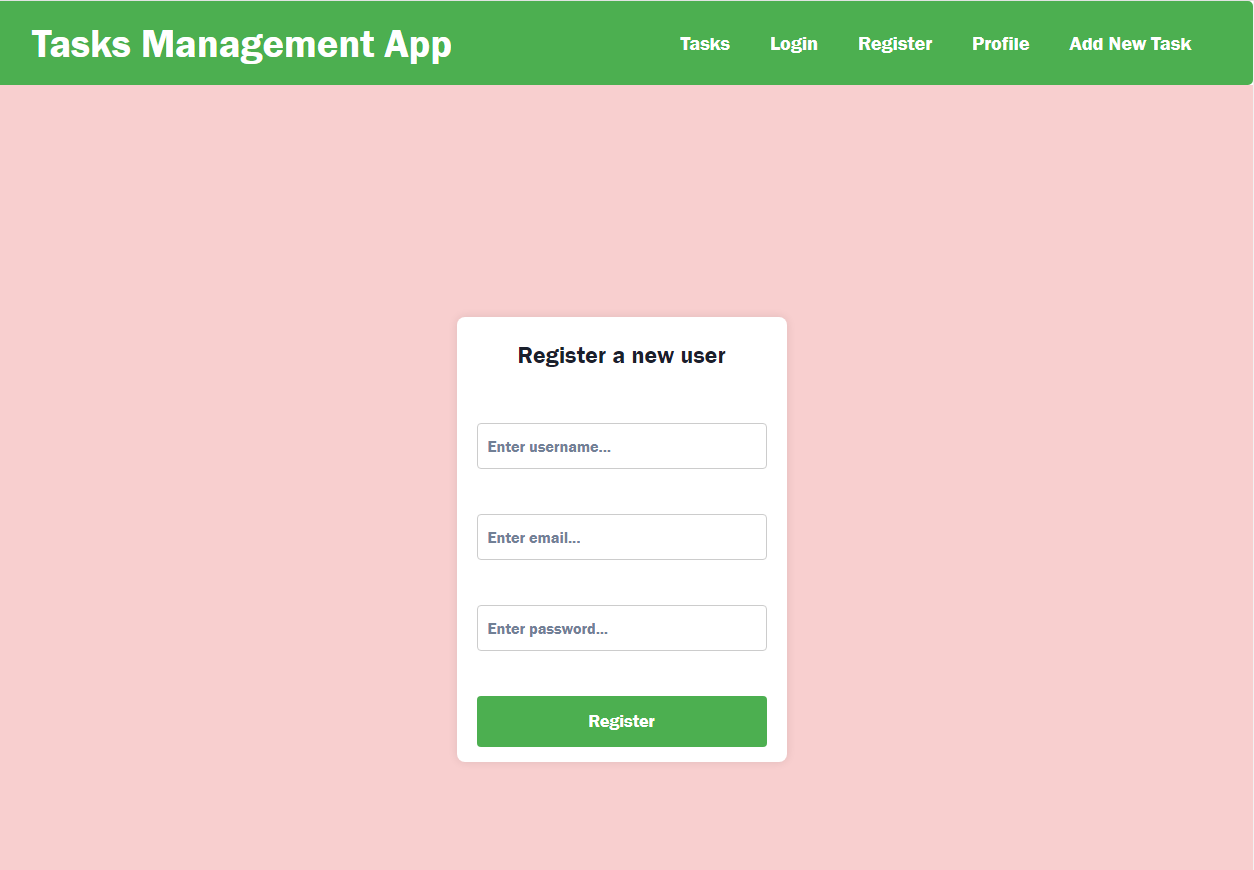 Tasks Management App
Tasks Login Register Profile Add New Task
Register a new user
Enter username...
Enter email...
Enter password...
Register